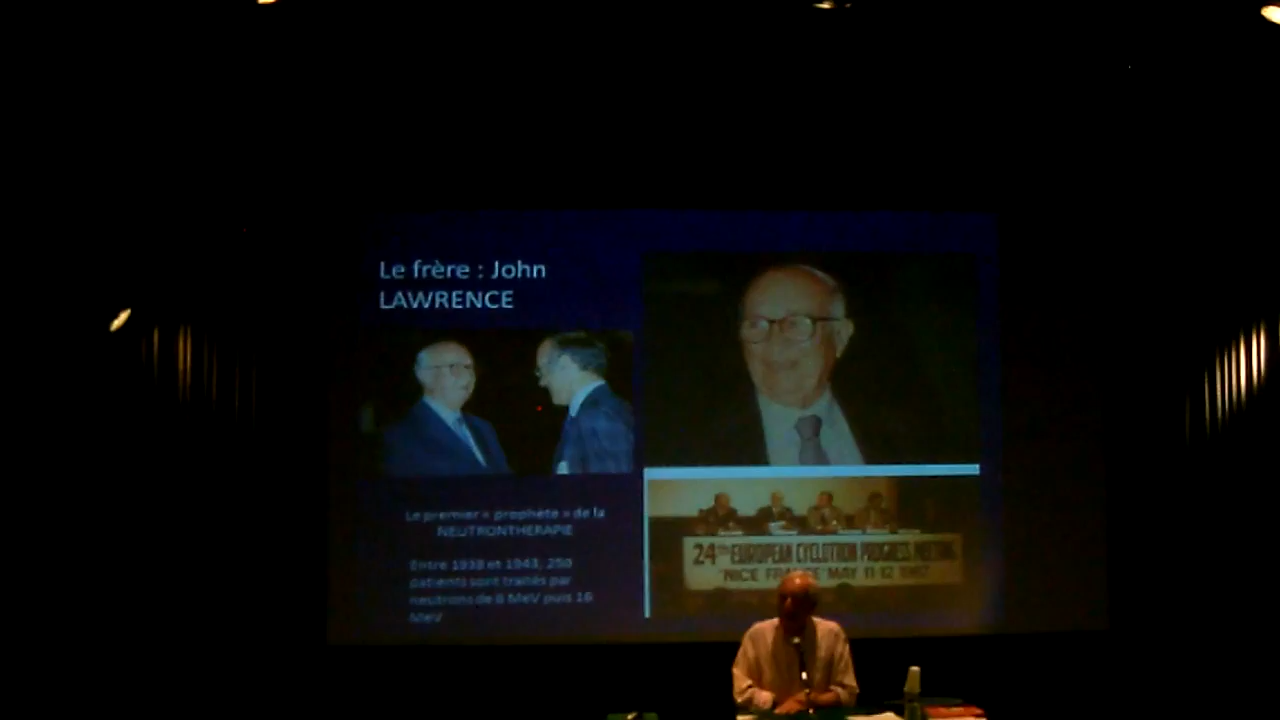 Le frère : John
LAWRENCE
Le premier « prophète » de la
NEUTRONTHERAPIE
Entre 1938 et 1943, 250
patients sont traités par
neutrons de 8 MeV puis 16
MeV
24TH EUROPEAN CYCLOTRON PROGRESS MEETING
NICE FRANCE MAY 11-12 1987